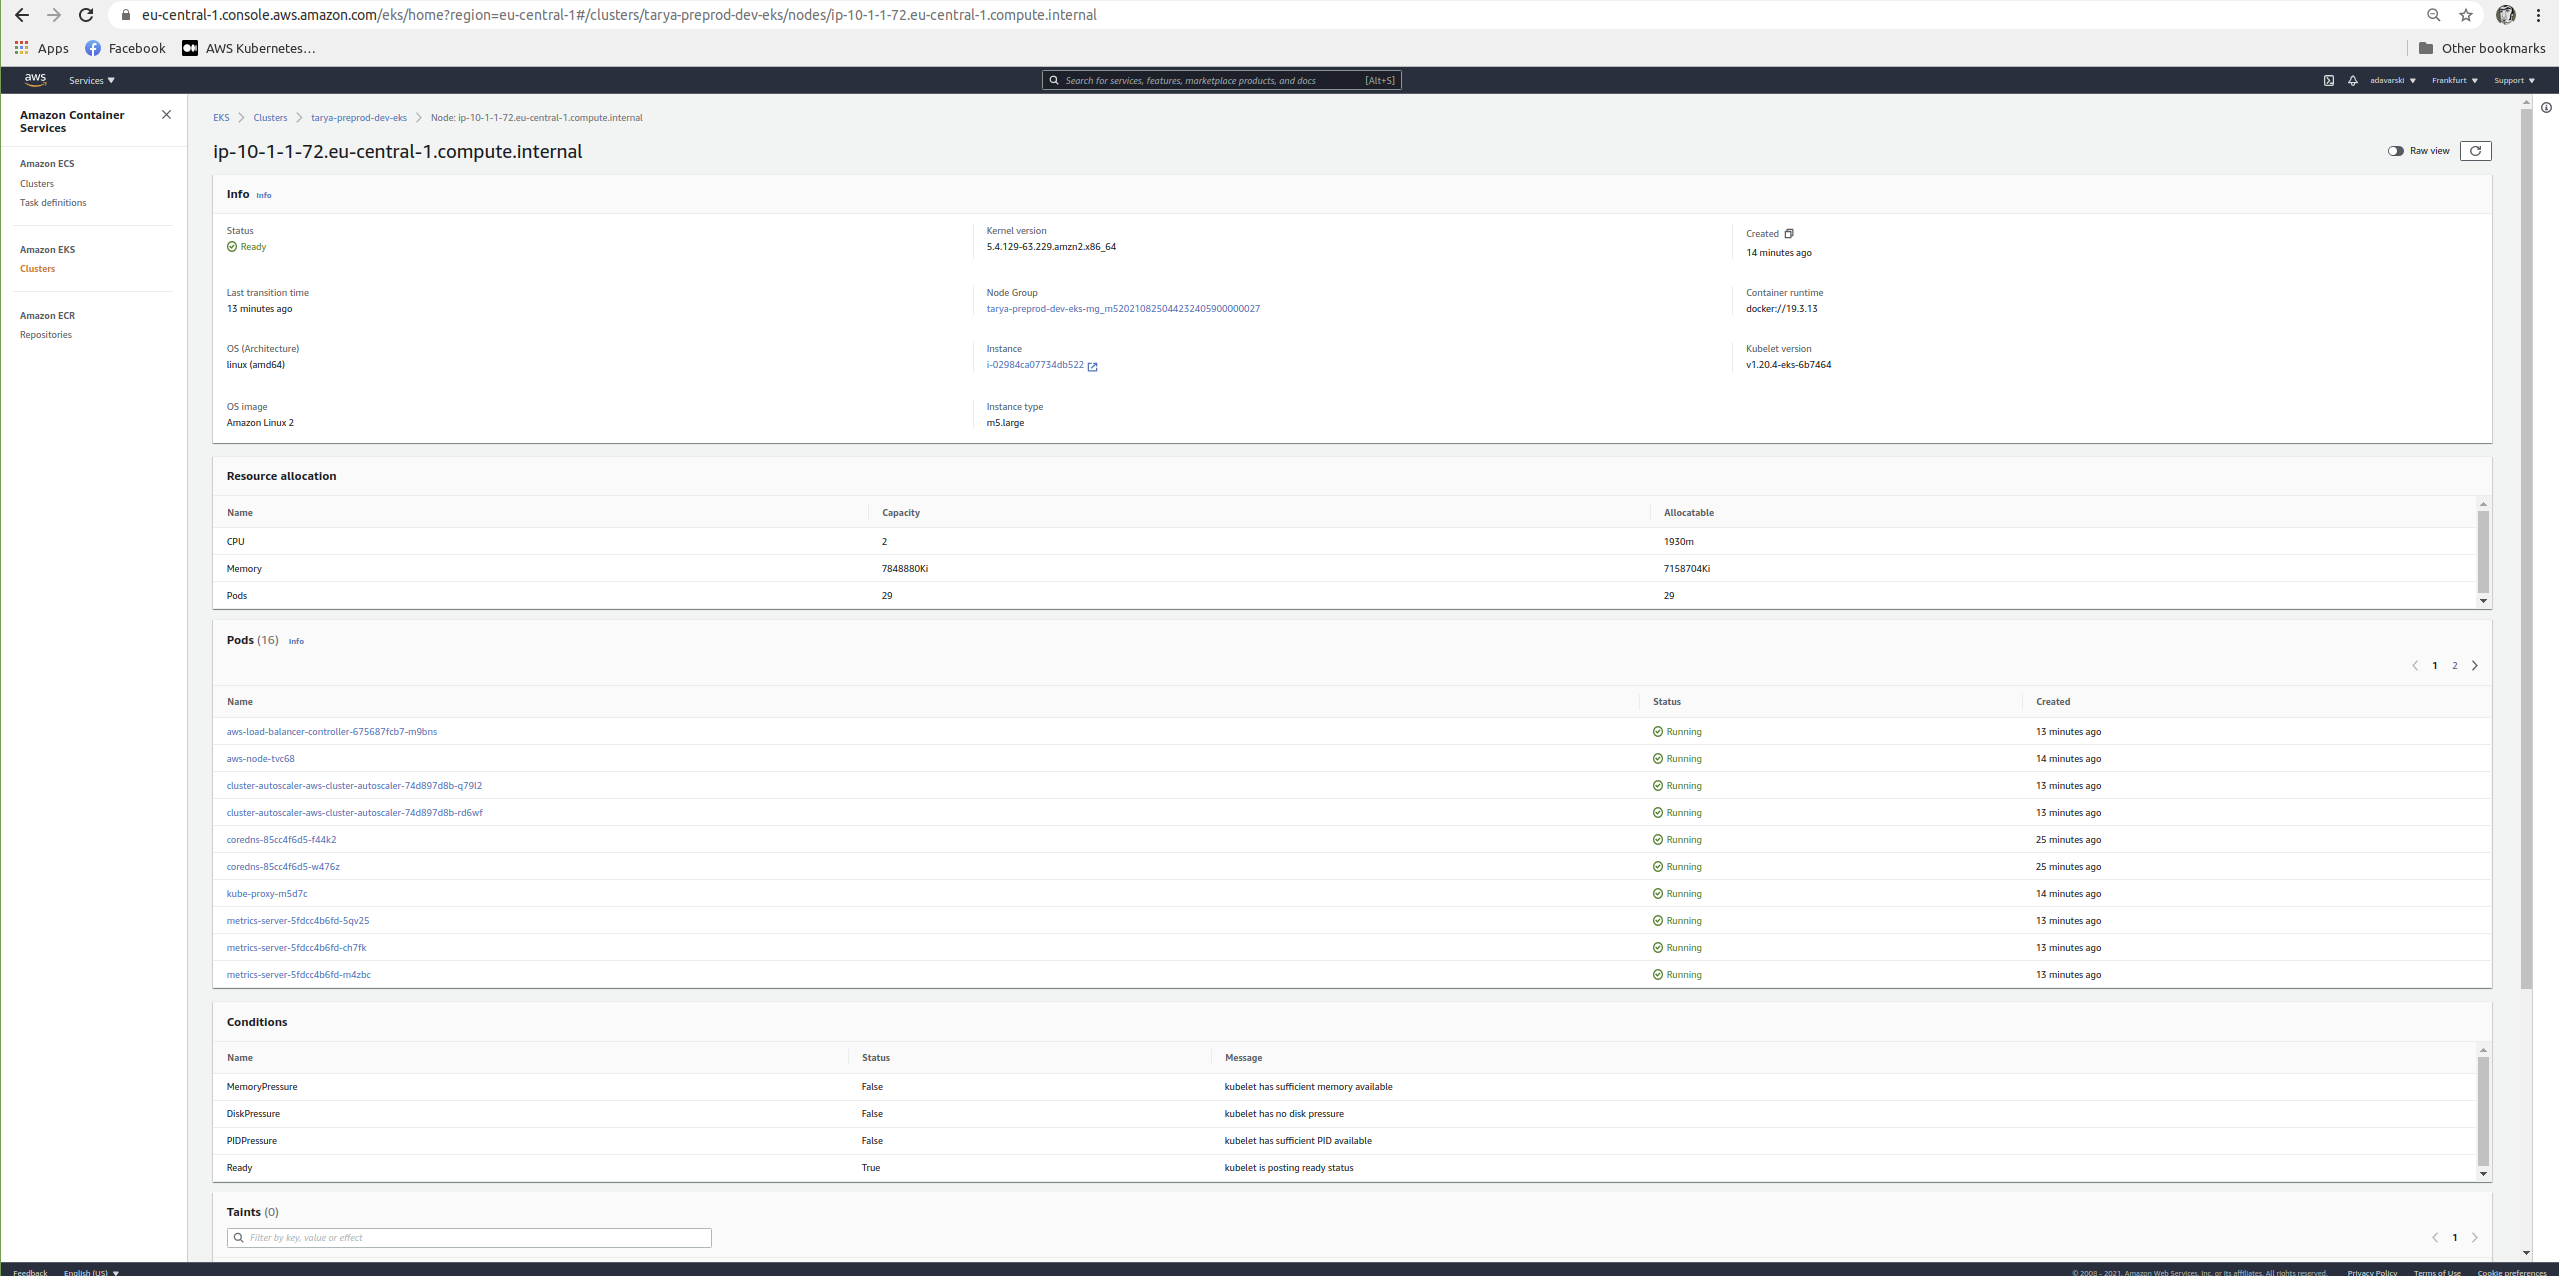 eu-central-1.console.aws.amazon.com/eks/home?region=eu-central-1#/clusters/tarya-preprod-dev-eks/nodes/ip-10-1-1-72.eu-central-1.compute.internal
Apps Facebook AWS Kubernetes… Other bookmarks
aws Services Search for services, features, marketplace products, and docs [Alt+S] adavarski Frankfurt Support
Amazon Container Services
Amazon ECS
Clusters
Task definitions
Amazon EKS
Clusters
Amazon ECR
Repositories
EKS Clusters tarya-preprod-dev-eks Node: ip-10-1-1-72.eu-central-1.compute.internal
ip-10-1-1-72.eu-central-1.compute.internal Raw view
Info Info
Status Kernel version Created
Ready 5.4.129-63.229.amzn2.x86_64 14 minutes ago
Last transition time Node Group Container runtime
13 minutes ago tarya-preprod-dev-eks-mg_m520210825044232405900000027 docker://19.3.13
OS (Architecture) Instance Kubelet version
linux (amd64) i-02984ca07734db522 v1.20.4-eks-6b7464
OS image Instance type
Amazon Linux 2 m5.large
Resource allocation
Name Capacity Allocatable
CPU 2 1930m
Memory 7848880Ki 7158704Ki
Pods 29 29
Pods (16) Info
1 2
Name Status Created
aws-load-balancer-controller-675687fcb7-m9bns Running 13 minutes ago
aws-node-tvc68 Running 14 minutes ago
cluster-autoscaler-aws-cluster-autoscaler-74d897d8b-q79l2 Running 13 minutes ago
cluster-autoscaler-aws-cluster-autoscaler-74d897d8b-rd6wf Running 13 minutes ago
coredns-85cc4f6d5-f44k2 Running 25 minutes ago
coredns-85cc4f6d5-w476z Running 25 minutes ago
kube-proxy-m5d7c Running 14 minutes ago
metrics-server-5fdcc4b6fd-5qv25 Running 13 minutes ago
metrics-server-5fdcc4b6fd-ch7fk Running 13 minutes ago
metrics-server-5fdcc4b6fd-m4zbc Running 13 minutes ago
Conditions
Name Status Message
MemoryPressure False kubelet has sufficient memory available
DiskPressure False kubelet has no disk pressure
PIDPressure False kubelet has sufficient PID available
Ready True kubelet is posting ready status
Taints (0)
Filter by key, value or effect 1
Feedback English (US) © 2008 - 2021, Amazon Web Services, Inc. or its affiliates. All rights reserved. Privacy Policy Terms of Use Cookie preferences